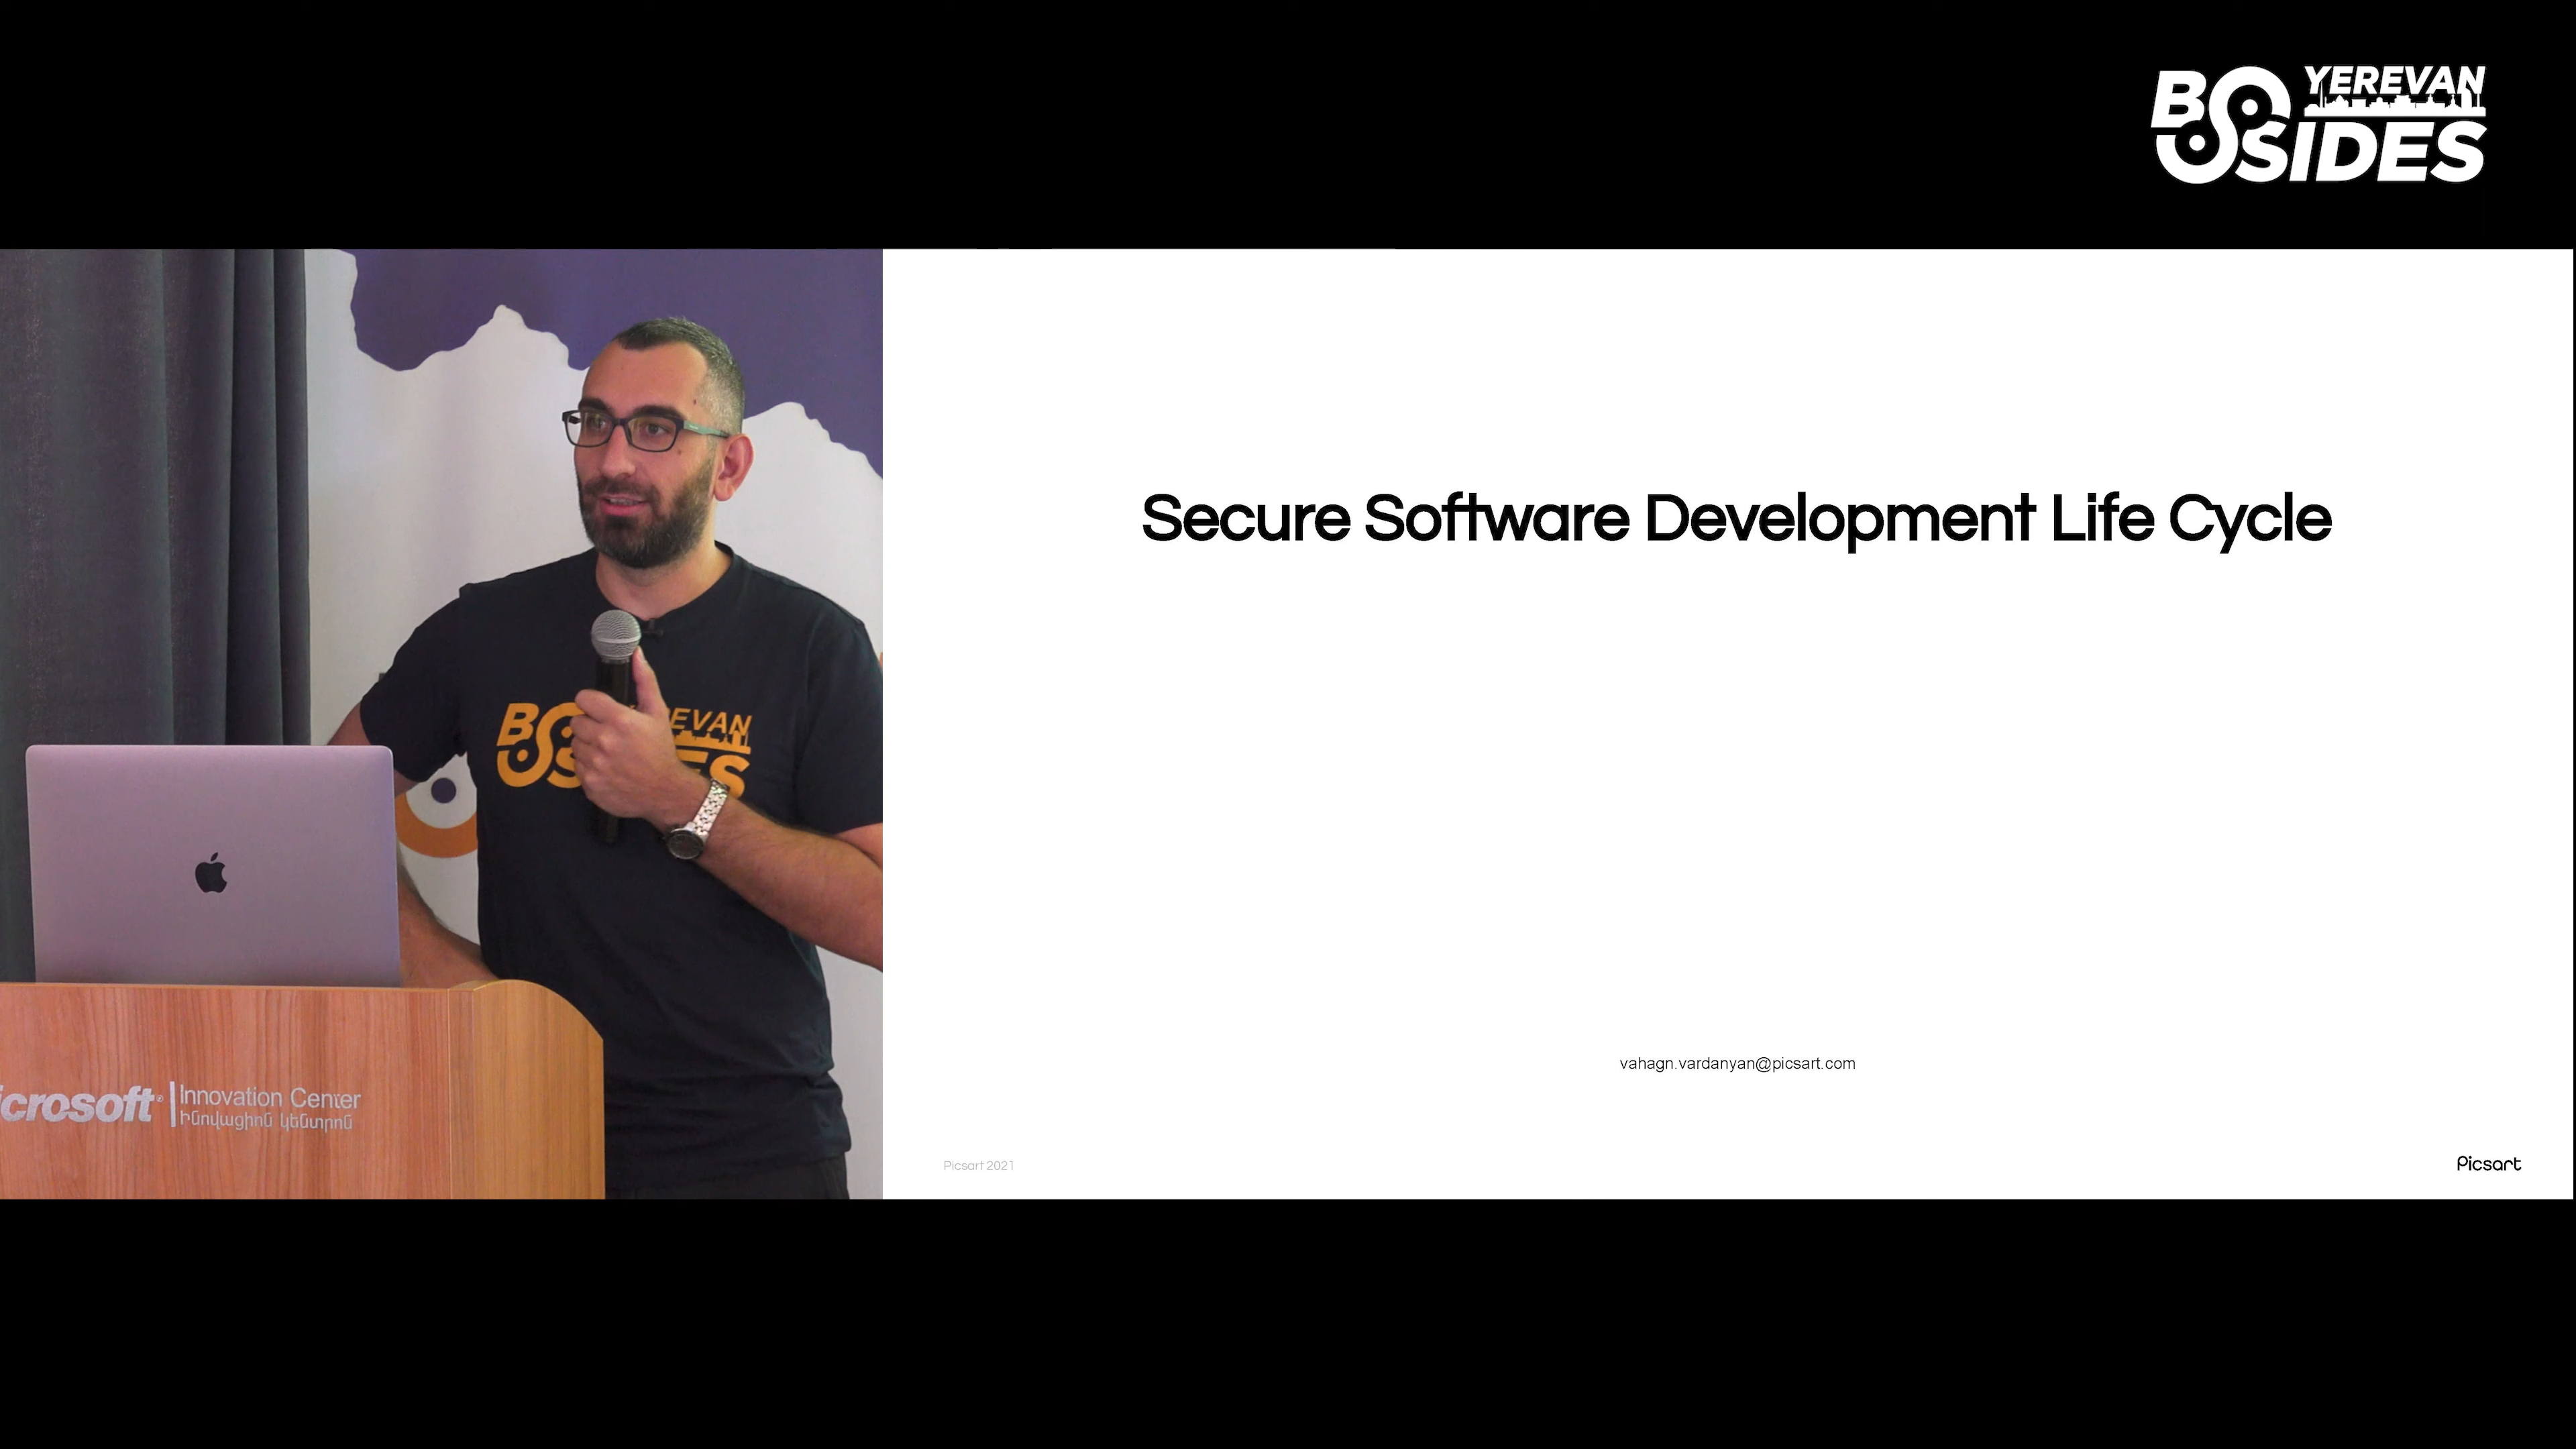 YEREVAN
BSIDES
Secure Software Development Life Cycle
B EVAN
S ES
icrosoft® | Innovation Center
Ինովացիոն կենտրոն
vahagn.vardanyan@picsart.com
Picsart 2021
Picsart